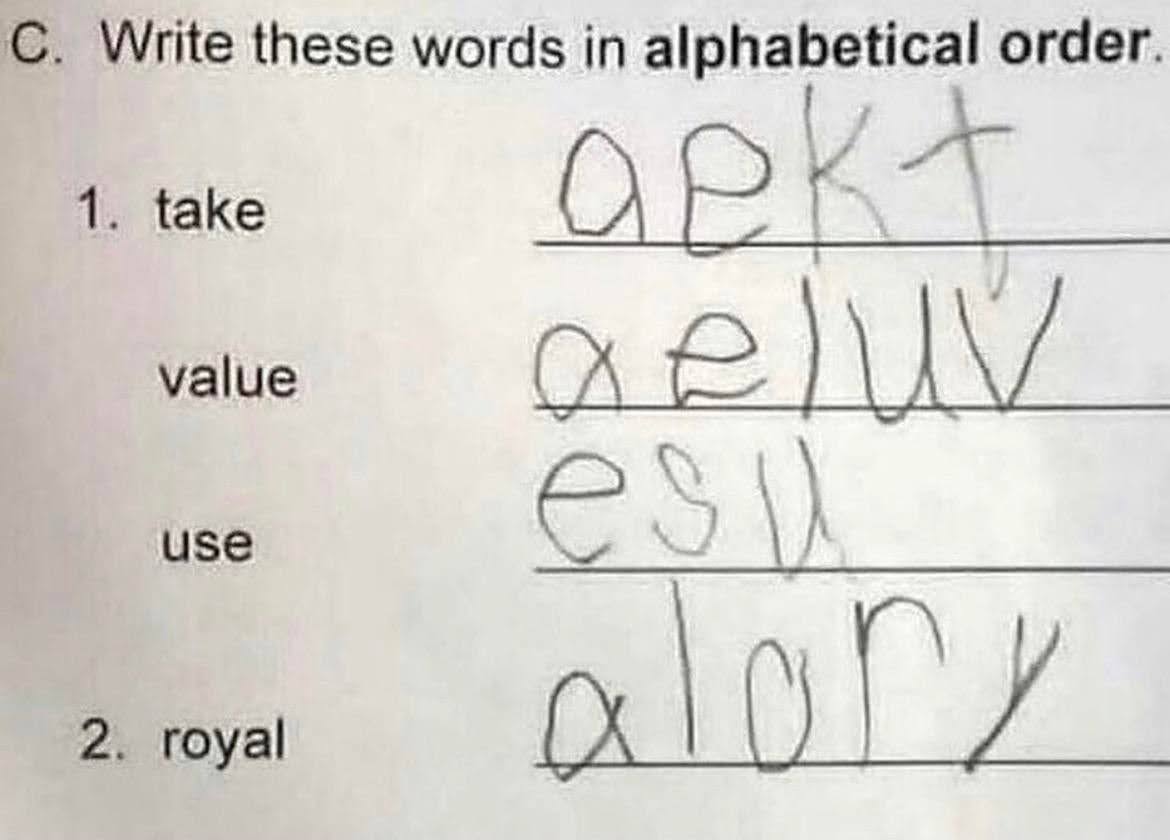 C. Write these words in alphabetical order.
1. take aekt
value aeluv
use esu
2. royal alory